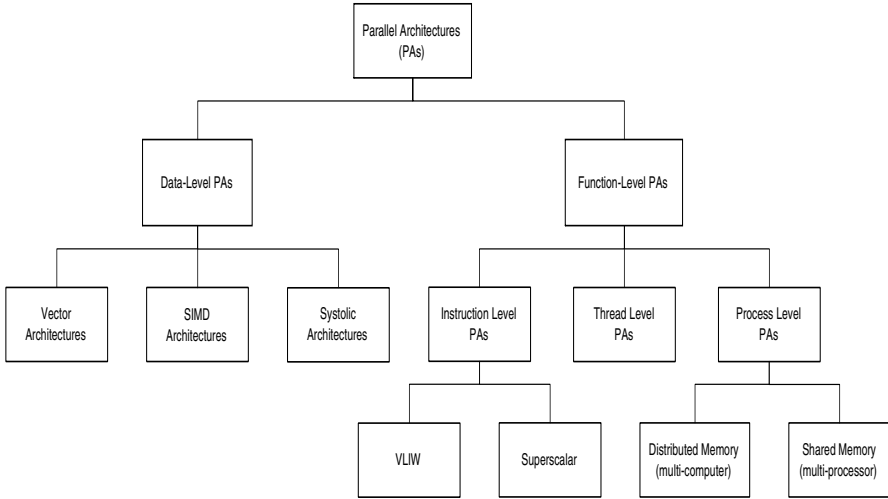 Parallel Architectures
(PAs)
Data-Level PAs
Function-Level PAs
Vector
Architectures
SIMD
Architectures
Systolic
Architectures
Instruction Level
PAs
Thread Level
PAs
Process Level
PAs
VLIW
Superscalar
Distributed Memory
(multi-computer)
Shared Memory
(multi-processor)